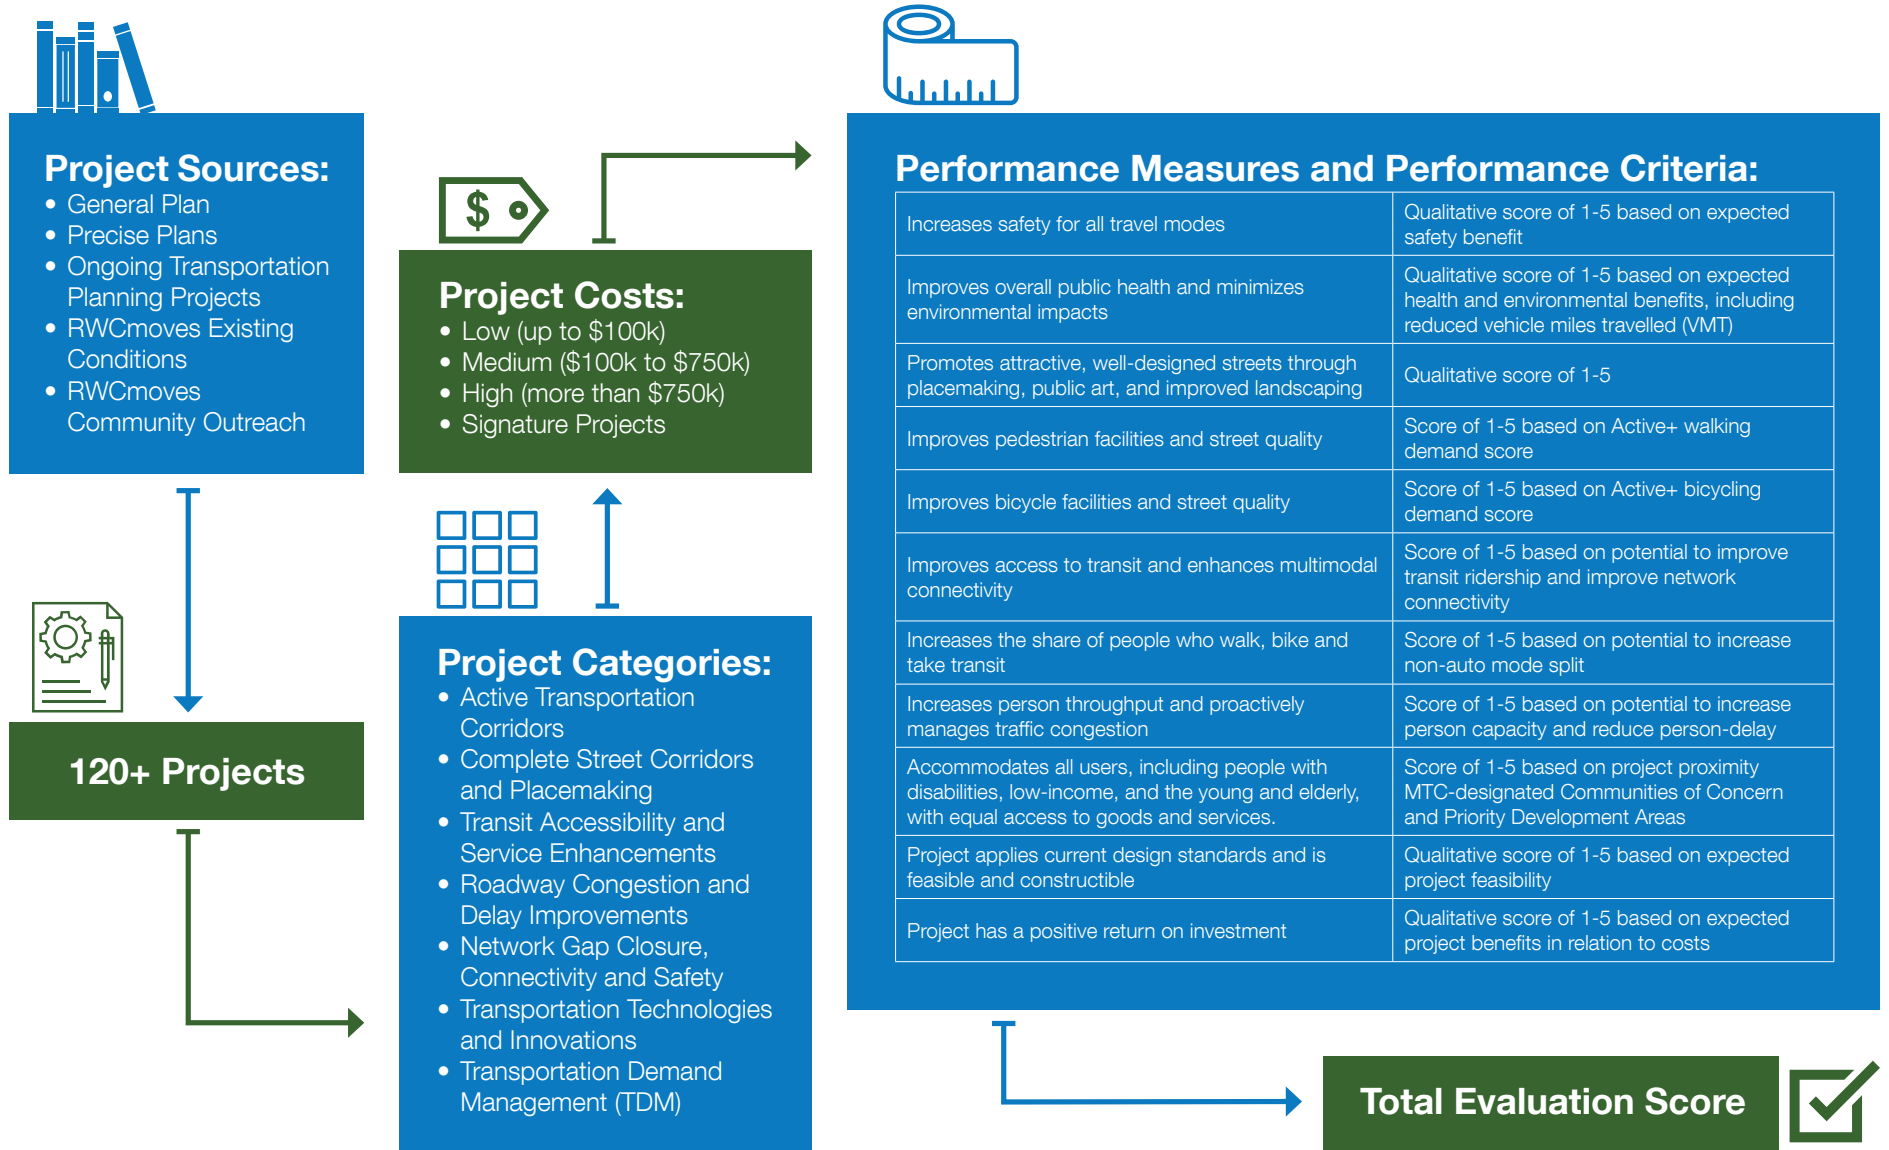 Project Sources:
• General Plan
• Precise Plans
• Ongoing Transportation
Planning Projects
• RWCmoves Existing
Conditions
• RWCmoves
Community Outreach
120+ Projects
$
Project Costs:
• Low (up to $100k)
• Medium ($100k to $750k)
• High (more than $750k)
• Signature Projects
Project Categories:
• Active Transportation
Corridors
• Complete Street Corridors
and Placemaking
• Transit Accessibility and
Service Enhancements
• Roadway Congestion and
Delay Improvements
• Network Gap Closure,
Connectivity and Safety
• Transportation Technologies
and Innovations
• Transportation Demand
Management (TDM)
Performance Measures and Performance Criteria:
Increases safety for all travel modes
Qualitative score of 1-5 based on expected
safety benefit
Improves overall public health and minimizes
environmental impacts
Qualitative score of 1-5 based on expected
health and environmental benefits, including
reduced vehicle miles travelled (VMT)
Promotes attractive, well-designed streets through
placemaking, public art, and improved landscaping
Qualitative score of 1-5
Improves pedestrian facilities and street quality
Score of 1-5 based on Active+ walking
demand score
Improves bicycle facilities and street quality
Score of 1-5 based on Active+ bicycling
demand score
Improves access to transit and enhances multimodal
connectivity
Score of 1-5 based on potential to improve
transit ridership and improve network
connectivity
Increases the share of people who walk, bike and
take transit
Score of 1-5 based on potential to increase
non-auto mode split
Increases person throughput and proactively
manages traffic congestion
Score of 1-5 based on potential to increase
person capacity and reduce person-delay
Accommodates all users, including people with
disabilities, low-income, and the young and elderly,
with equal access to goods and services.
Score of 1-5 based on project proximity
MTC-designated Communities of Concern
and Priority Development Areas
Project applies current design standards and is
feasible and constructible
Qualitative score of 1-5 based on expected
project feasibility
Project has a positive return on investment
Qualitative score of 1-5 based on expected
project benefits in relation to costs
Total Evaluation Score